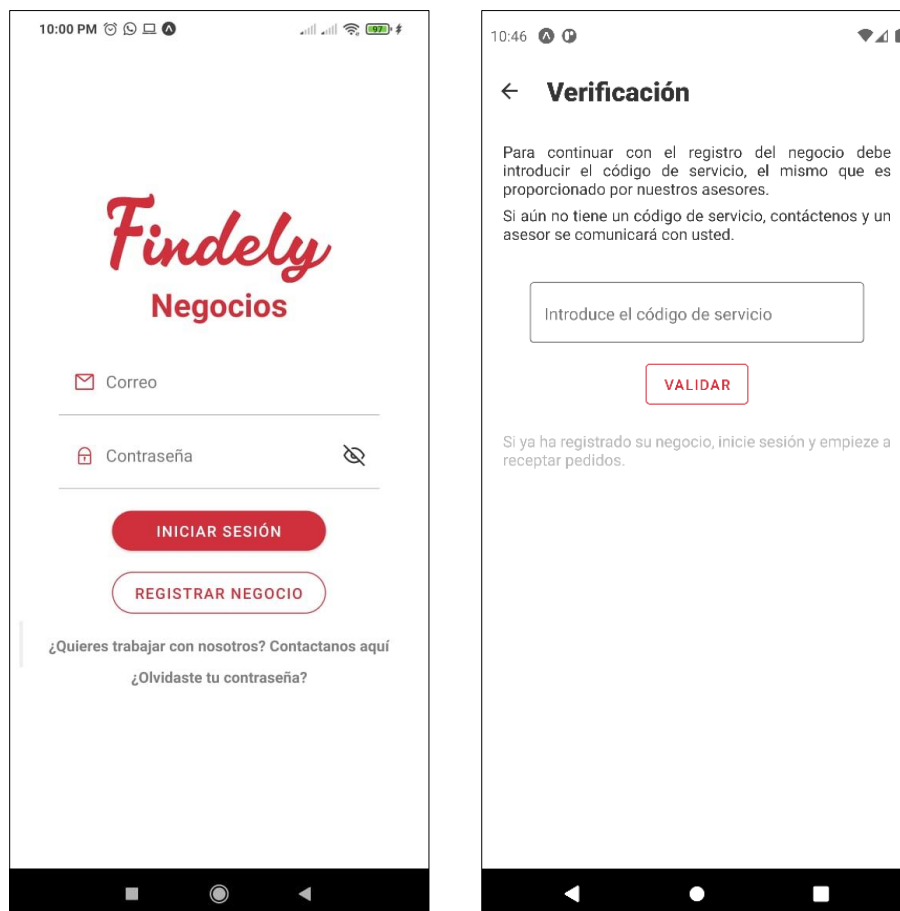 10:00 PM
97
Findely
Negocios
Correo
Contraseña
INICIAR SESIÓN
REGISTRAR NEGOCIO
¿Quieres trabajar con nosotros? Contactanos aquí
¿Olvidaste tu contraseña?
10:46
Verificación
Para continuar con el registro del negocio debe
introducir el código de servicio, el mismo que es
proporcionado por nuestros asesores.
Si aún no tiene un código de servicio, contáctenos y un
asesor se comunicará con usted.
Introduce el código de servicio
VALIDAR
Si ya ha registrado su negocio, inicie sesión y empieze a
receptar pedidos.